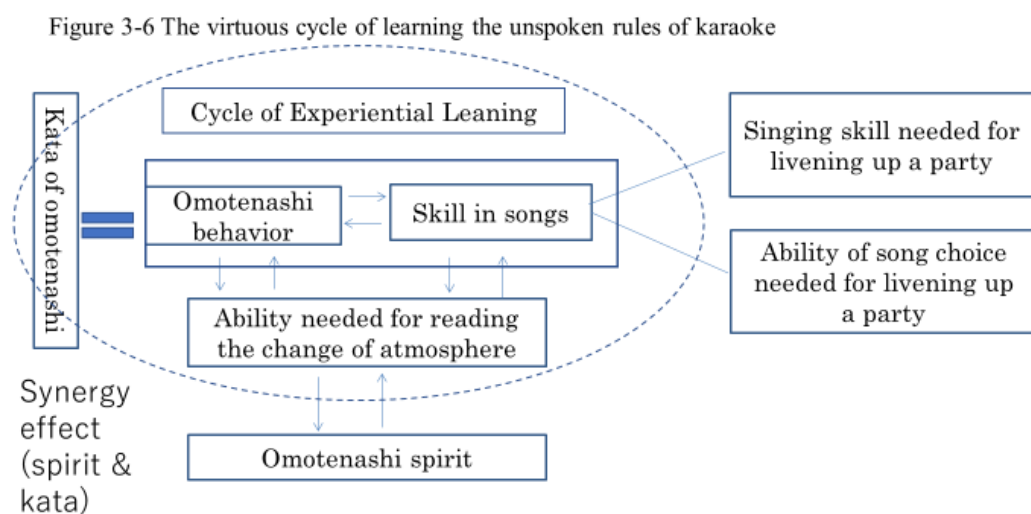 Figure 3-6 The virtuous cycle of learning the unspoken rules of karaoke
Kata of omotenashi
Cycle of Experiential Leaning
Omotenashi
behavior
Skill in songs
Singing skill needed for
livening up a party
Ability of song choice
needed for livening up
a party
Ability needed for reading
the change of atmosphere
Synergy
effect
(spirit &
kata)
Omotenashi spirit